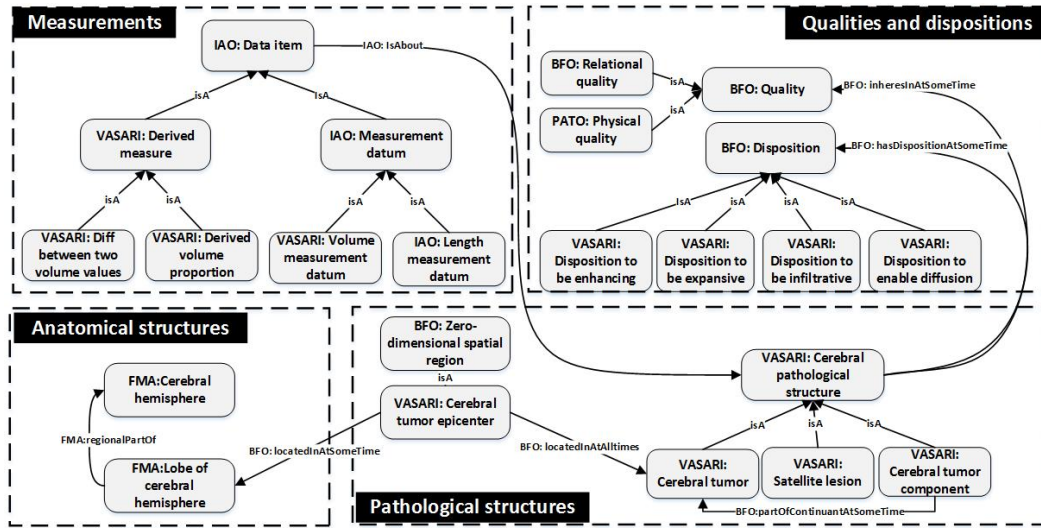 Measurements
IAO: Data item
IAO: IsAbout
isA
isA
VASARI: Derived
measure
IAO: Measurement
datum
isA
isA
isA
isA
VASARI: Diff
between two
volume values
VASARI: Derived
volume
proportion
VASARI: Volume
measurement
datum
IAO: Length
measurement
datum
Qualities and dispositions
BFO: Relational
quality
isA
BFO: Quality
BFO: inheresInAtSomeTime
PATO: Physical
quality
isA
BFO: Disposition
BFO: hasDispositionAtSomeTime
IsA
isA
isA
isA
VASARI:
Disposition to
be enhancing
VASARI:
Disposition to
be expansive
VASARI:
Disposition to
be infiltrative
VASARI:
Disposition to
enable diffusion
Anatomical structures
FMA:Cerebral
hemisphere
FMA:regionalPartOf
FMA:Lobe of
cerebral
hemisphere
BFO: locatedInAtSomeTime
BFO: Zero-
dimensional spatial
region
isA
VASARI: Cerebral
tumor epicenter
BFO: locatedInAtAlltimes
VASARI: Cerebral
pathological
structure
isA
isA
isA
VASARI:
Cerebral tumor
VASARI:
Satellite lesion
VASARI:
Cerebral tumor
component
BFO:partOfContinuantAtSomeTime
Pathological structures